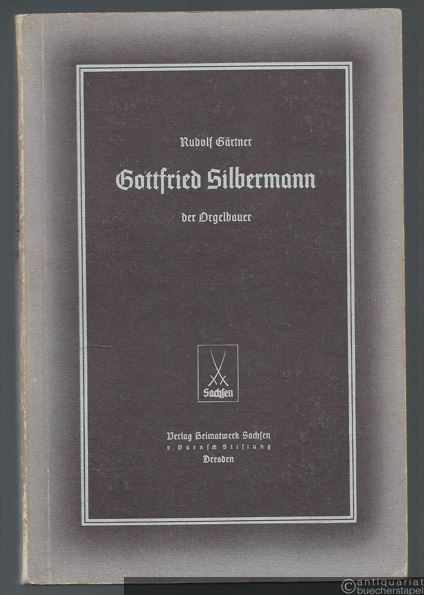 Rudolf Gärtner
Gottfried Silbermann
der Orgelbauer
Sachsen
Verlag Heimatwerk Sachsen
v. Baensch Stiftung
Dresden
antiquariat
buecherstapel